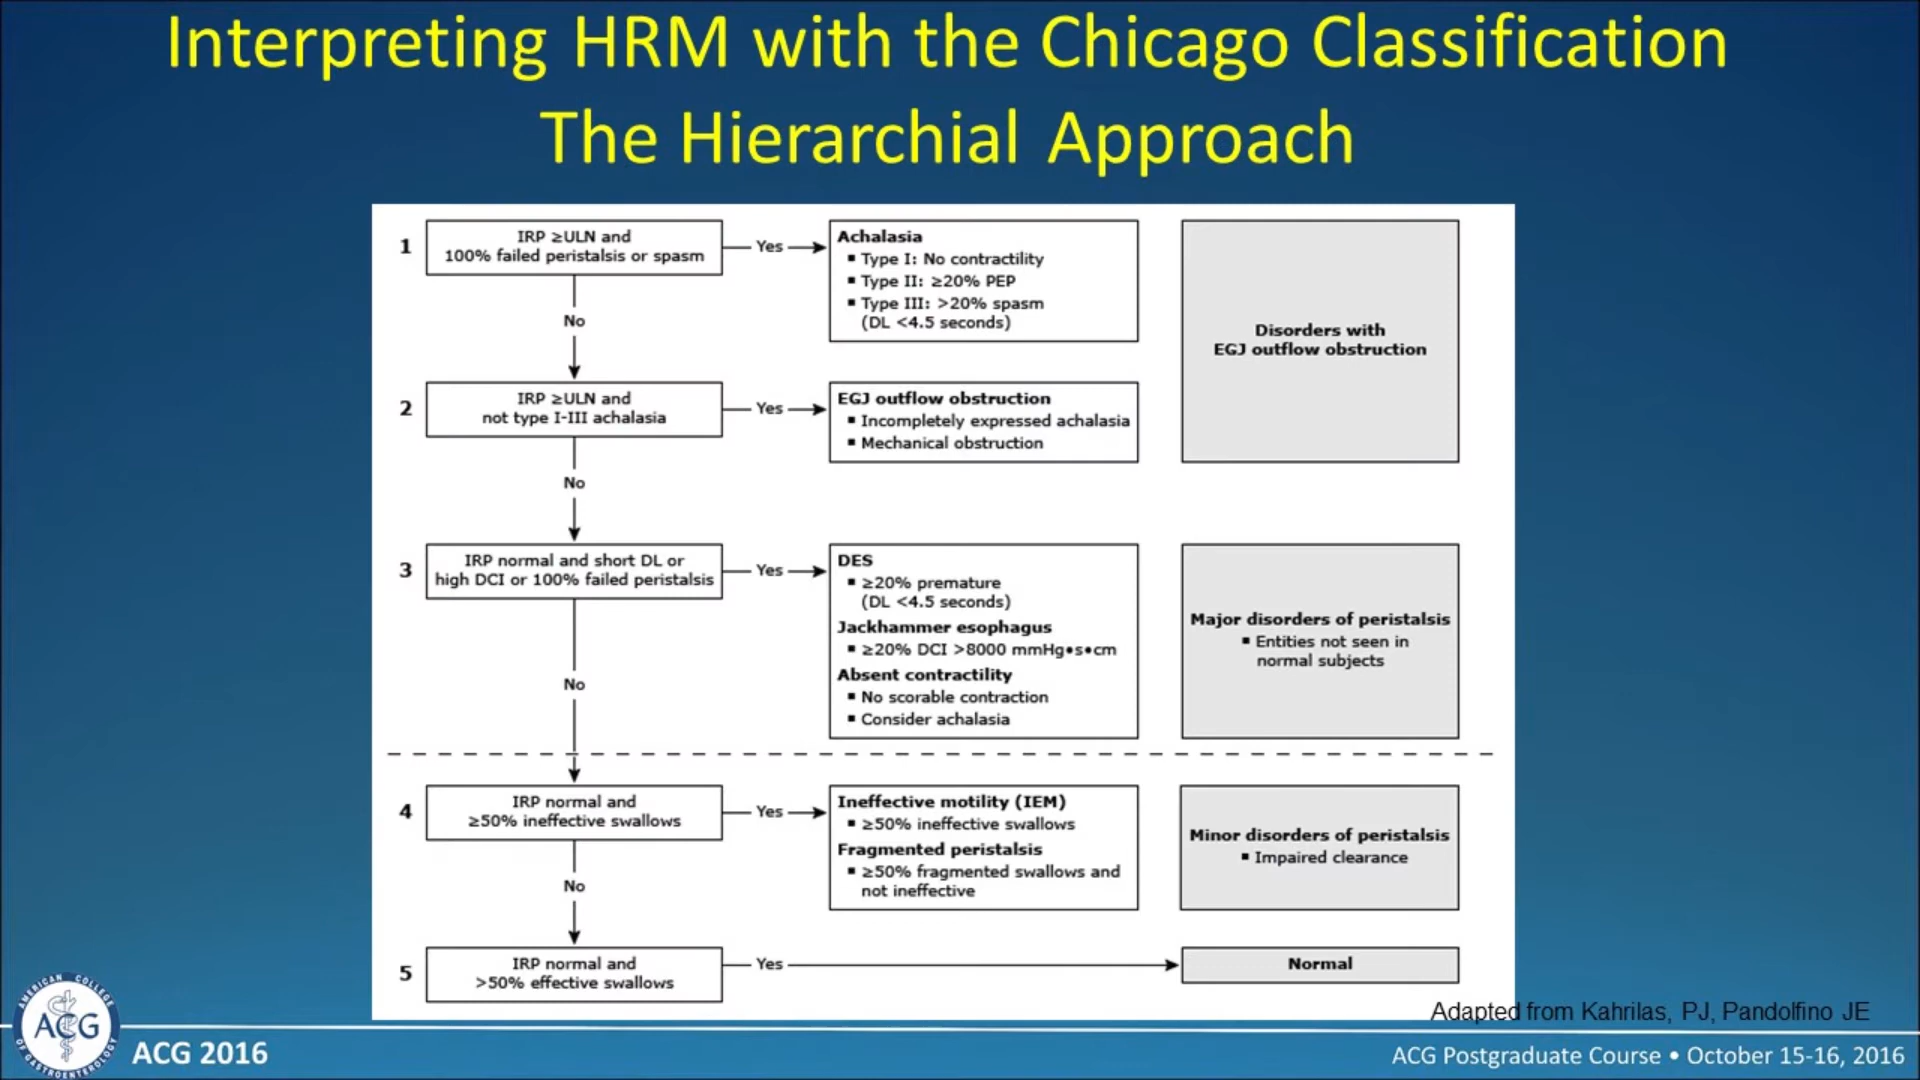 Interpreting HRM with the Chicago Classification
The Hierarchial Approach
1
IRP ≥ULN and
100% failed peristalsis or spasm
Yes
Achalasia
▪ Type I: No contractility
▪ Type II: ≥20% PEP
▪ Type III: >20% spasm
(DL <4.5 seconds)
Disorders with
EGJ outflow obstruction
No
2
IRP ≥ULN and
not type I-III achalasia
Yes
EGJ outflow obstruction
▪ Incompletely expressed achalasia
▪ Mechanical obstruction
No
3
IRP normal and short DL or
high DCI or 100% failed peristalsis
Yes
DES
▪ ≥20% premature
(DL <4.5 seconds)
Jackhammer esophagus
▪ ≥20% DCI >8000 mmHg•s•cm
Absent contractility
▪ No scorable contraction
▪ Consider achalasia
Major disorders of peristalsis
▪ Entities not seen in
normal subjects
No
4
IRP normal and
≥50% ineffective swallows
Yes
Ineffective motility (IEM)
▪ ≥50% ineffective swallows
Fragmented peristalsis
▪ ≥50% fragmented swallows and
not ineffective
Minor disorders of peristalsis
▪ Impaired clearance
No
5
IRP normal and
>50% effective swallows
Yes
Normal
Adapted from Kahrilas, PJ, Pandolfino JE
AMERICAN COLLEGE
ACG
OF GASTROENTEROLOGY
ACG 2016
ACG Postgraduate Course • October 15-16, 2016